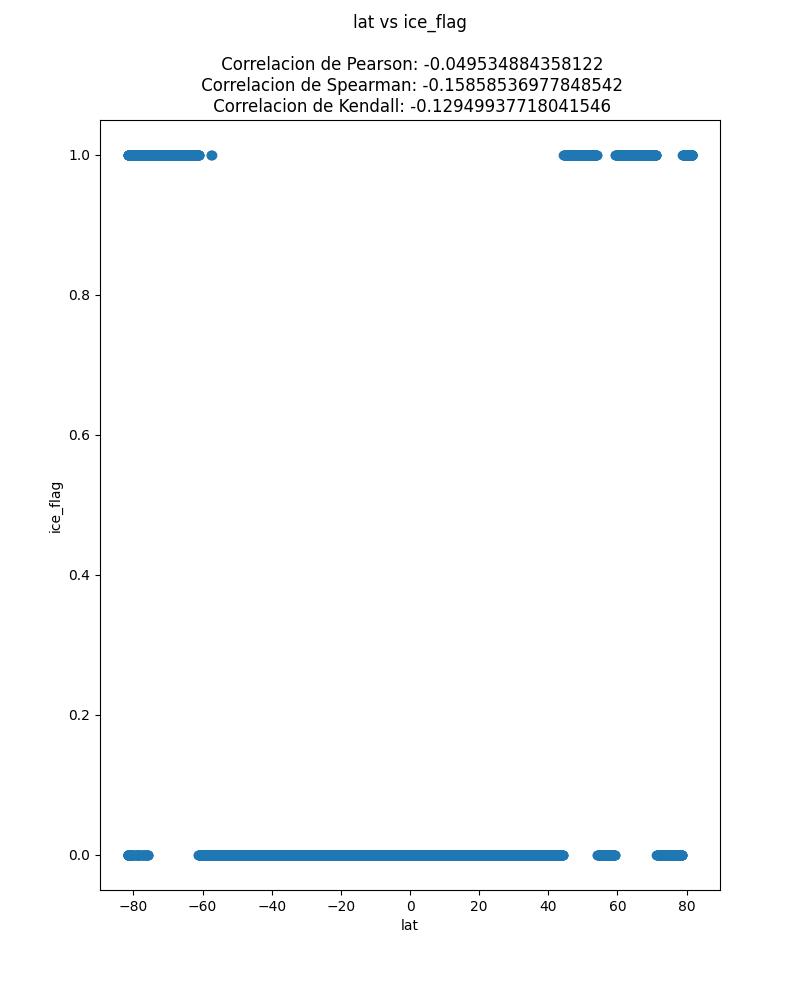 lat vs ice_flag
Correlacion de Pearson: -0.049534884358122
Correlacion de Spearman: -0.15858536977848542
Correlacion de Kendall: -0.12949937718041546
1.0
0.8
0.6
0.4
0.2
0.0
ice_flag
−80 −60 −40 −20 0 20 40 60 80
lat